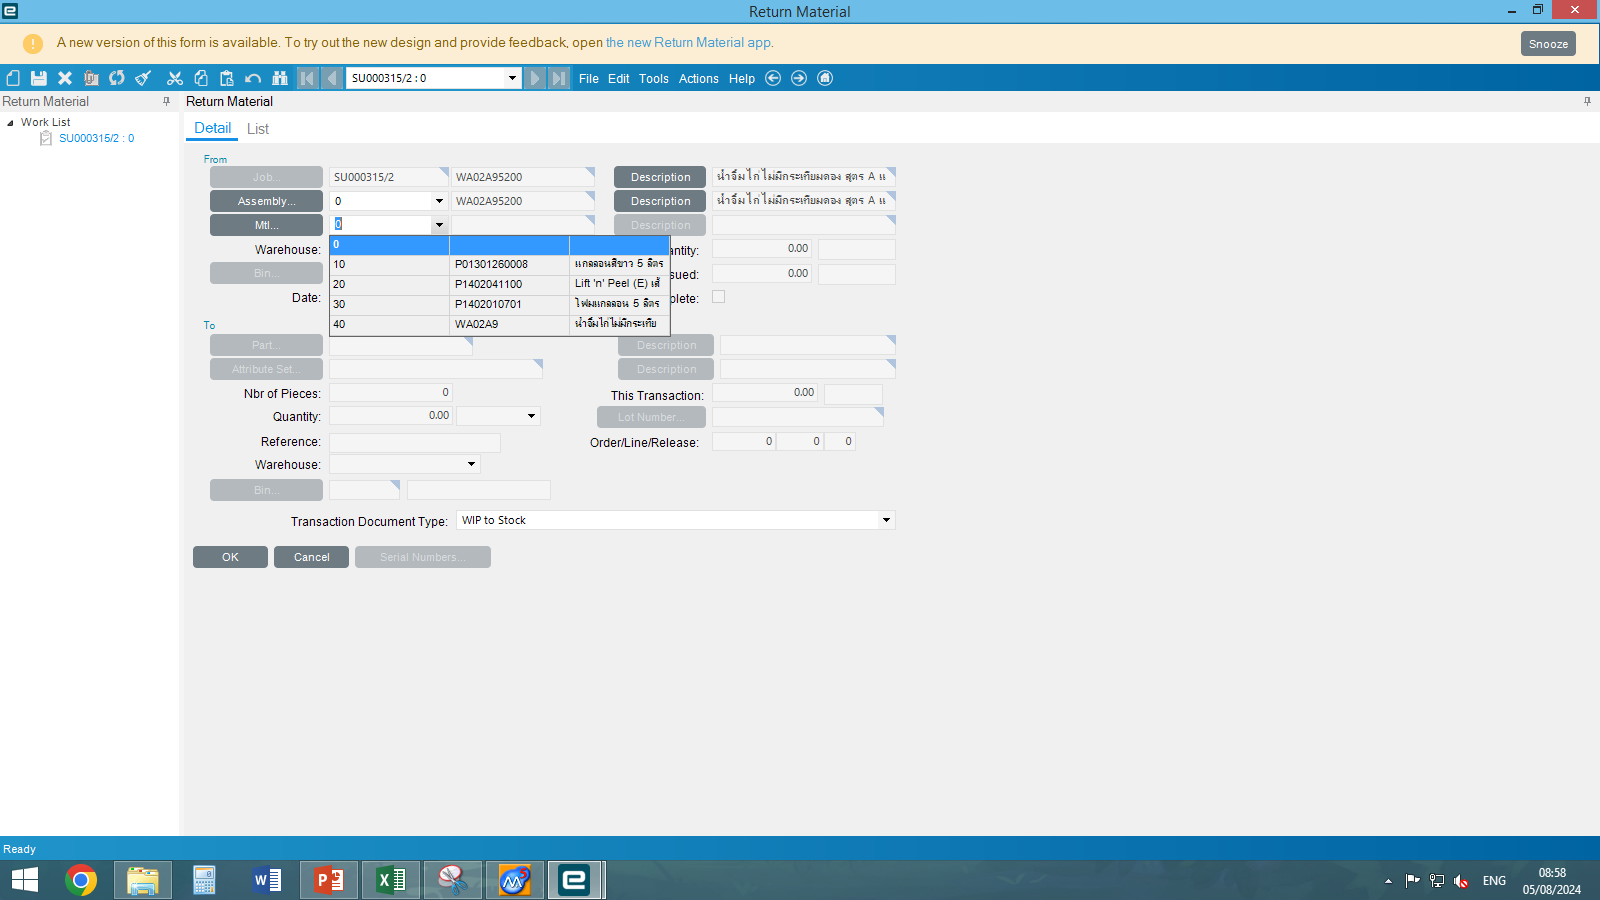 Return Material
A new version of this form is available. To try out the new design and provide feedback, open the new Return Material app.
Snooze
SU000315/2 : 0
File Edit Tools Actions Help
Return Material
Return Material
Work List
SU000315/2 : 0
Detail List
From
Job... SU000315/2 WA02A95200 Description น้ำจิ้มไก่ไม่มีกระเทียมดอง สูตร A แ
Assembly... 0 WA02A95200 Description น้ำจิ้มไก่ไม่มีกระเทียมดอง สูตร A แ
Mtl... 0 Description
0
Warehouse: antity: 0.00
10 P01301260008 แกลลอนสีขาว 5 ลิตร
Bin... sued: 0.00
20 P1402041100 Lift 'n' Peel (E) เส้
Date: plete:
30 P1402010701 โฟมแกลลอน 5 ลิตร
40 WA02A9 น้ำจิ้มไก่ไม่มีกระเทีย
To
Part... Description
Attribute Set... Description
Nbr of Pieces: 0 This Transaction: 0.00
Quantity: 0.00 Lot Number...
Reference: Order/Line/Release: 0 0 0
Warehouse:
Bin...
Transaction Document Type: WIP to Stock
OK Cancel Serial Numbers...
Ready
ENG
08:58
05/08/2024